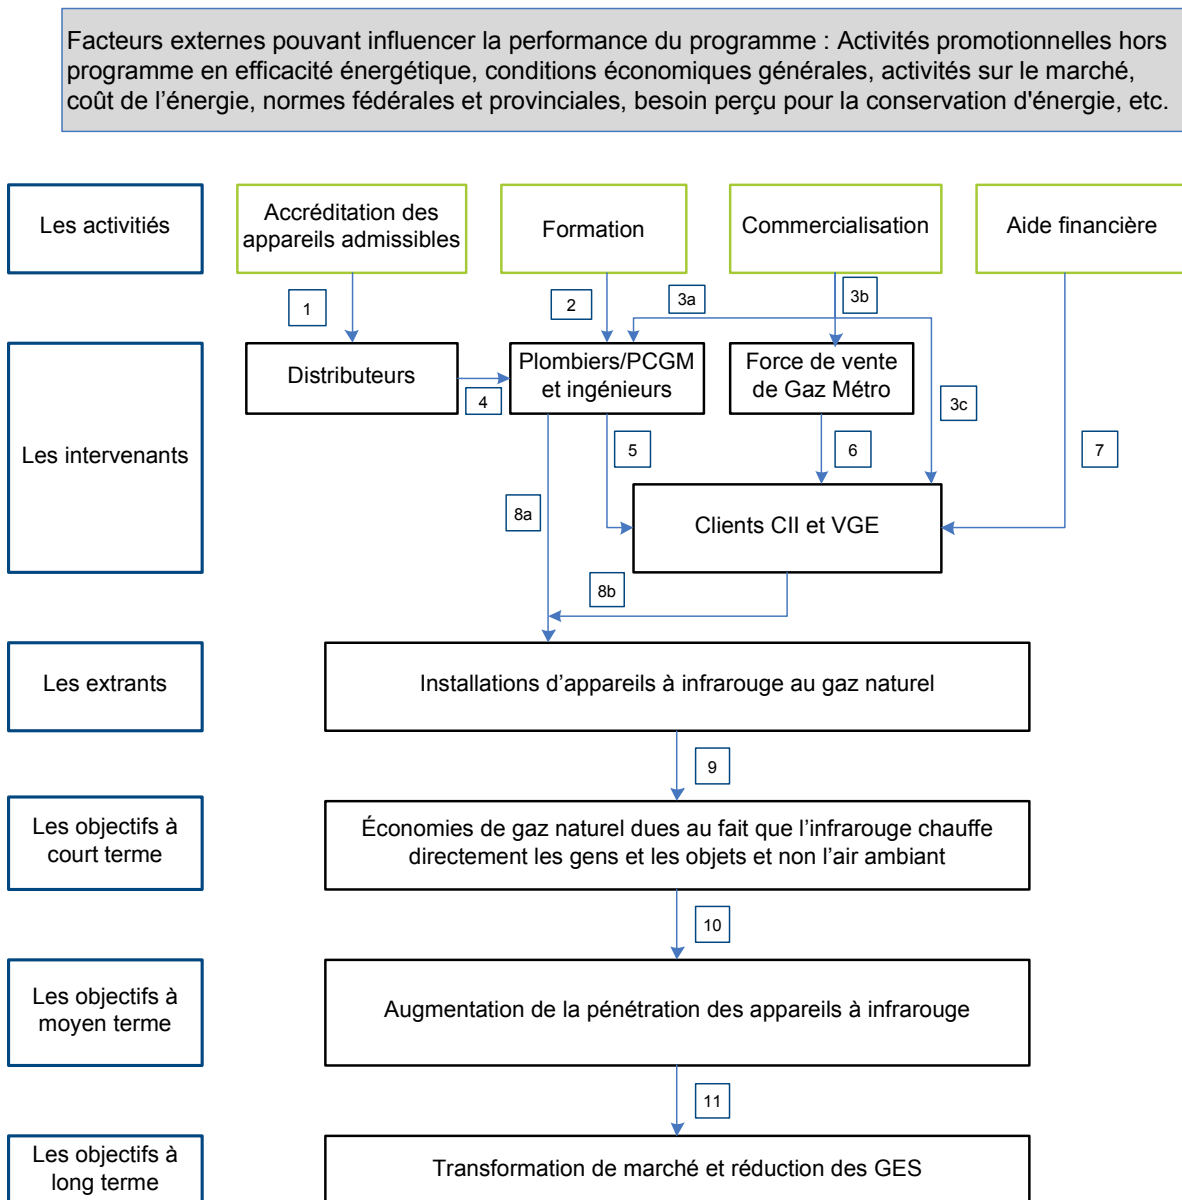 Facteurs externes pouvant influencer la performance du programme : Activités promotionnelles hors
programme en efficacité énergétique, conditions économiques générales, activités sur le marché,
coût de l’énergie, normes fédérales et provinciales, besoin perçu pour la conservation d'énergie, etc.
Les activitiés
Accréditation des
appareils admissibles
Formation
Commercialisation
Aide financière
1
2
3a
3b
Les intervenants
Distributeurs
4
Plombiers/PCGM
et ingénieurs
Force de vente
de Gaz Métro
3c
5
6
7
8a
Clients CII et VGE
8b
Les extrants
Installations d’appareils à infrarouge au gaz naturel
9
Les objectifs à
court terme
Économies de gaz naturel dues au fait que l’infrarouge chauffe
directement les gens et les objets et non l’air ambiant
10
Les objectifs à
moyen terme
Augmentation de la pénétration des appareils à infrarouge
11
Les objectifs à
long terme
Transformation de marché et réduction des GES